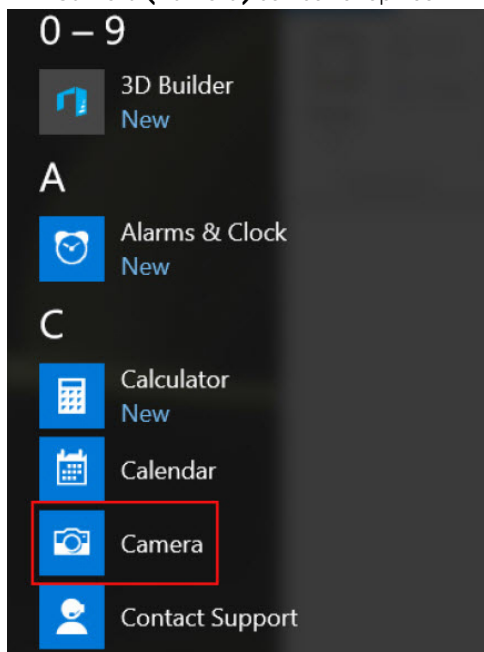 0 – 9
3D Builder
New
A
Alarms & Clock
New
C
Calculator
New
Calendar
Camera
Contact Support